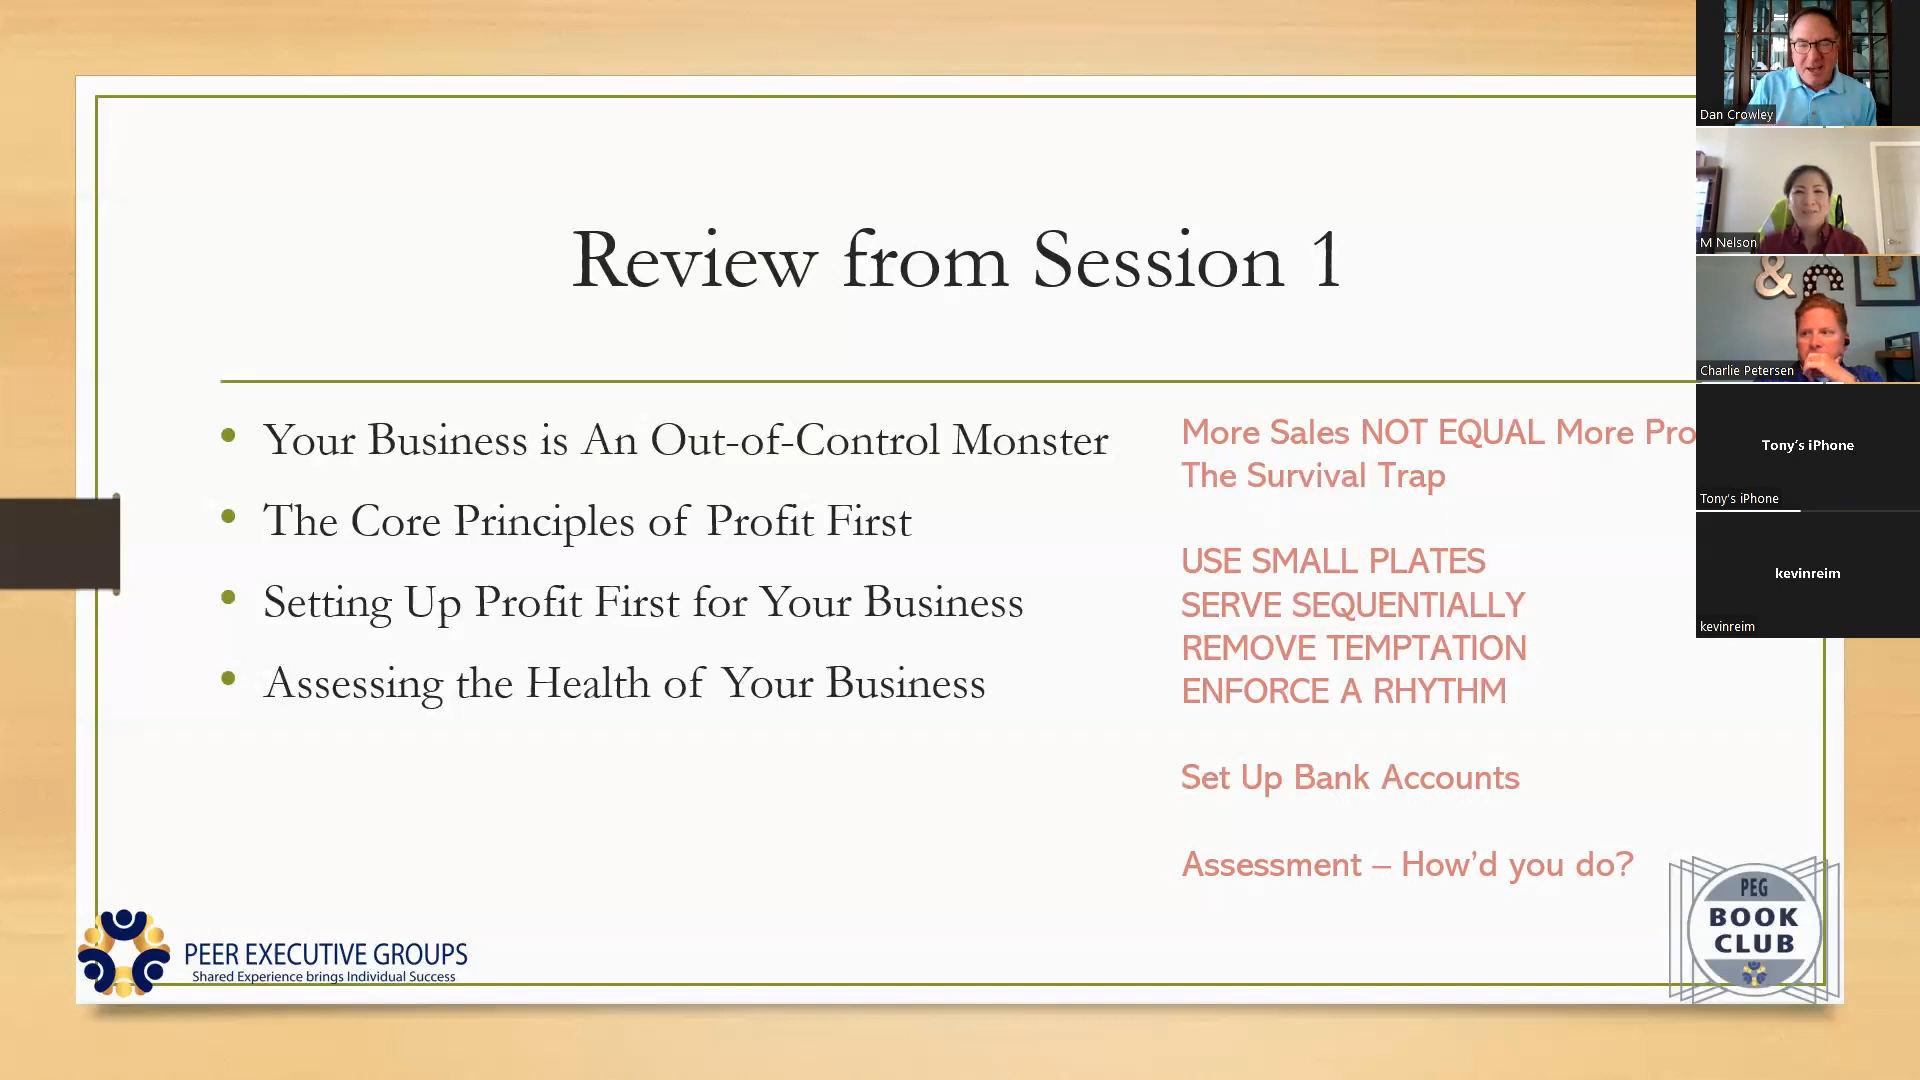 Review from Session 1
• Your Business is An Out-of-Control Monster
• The Core Principles of Profit First
• Setting Up Profit First for Your Business
• Assessing the Health of Your Business
More Sales NOT EQUAL More Pro
The Survival Trap
USE SMALL PLATES
SERVE SEQUENTIALLY
REMOVE TEMPTATION
ENFORCE A RHYTHM
Set Up Bank Accounts
Assessment – How'd you do?
PEER EXECUTIVE GROUPS
Shared Experience brings Individual Success
PEG
BOOK
CLUB
Dan Crowley
M Nelson
& C P
Charlie Petersen
Tony's iPhone
Tony's iPhone
kevinreim
kevinreim